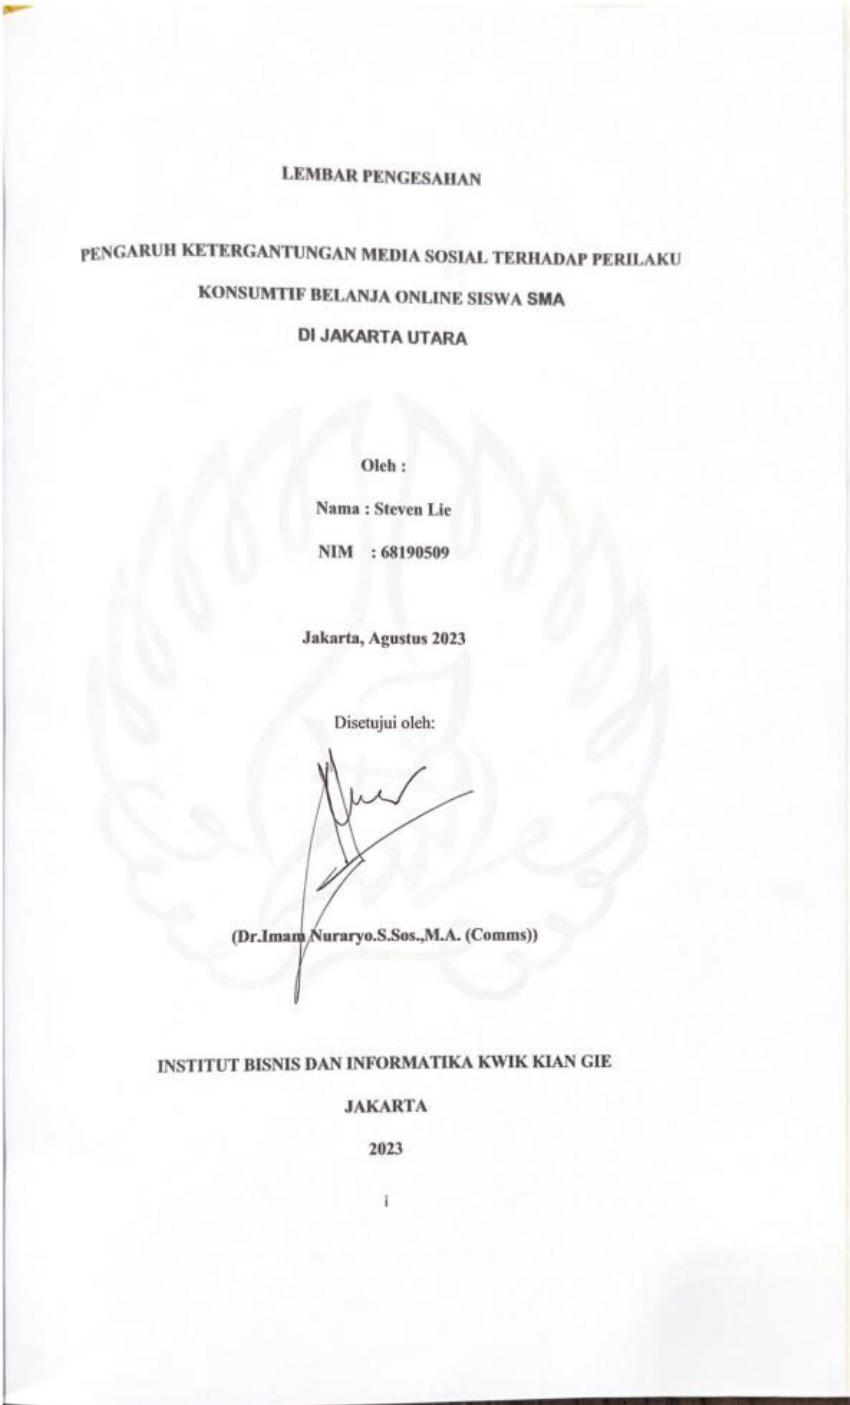 LEMBAR PENGESAHAN
PENGARUH KETERGANTUNGAN MEDIA SOSIAL TERHADAP PERILAKU
KONSUMTIF BELANJA ONLINE SISWA SMA
DI JAKARTA UTARA
Oleh :
Nama : Steven Lie
NIM : 68190509
Jakarta, Agustus 2023
Disetujui oleh:
(Dr.Imam Nuraryo.S.Sos.,M.A. (Comms))
INSTITUT BISNIS DAN INFORMATIKA KWIK KIAN GIE
JAKARTA
2023
i